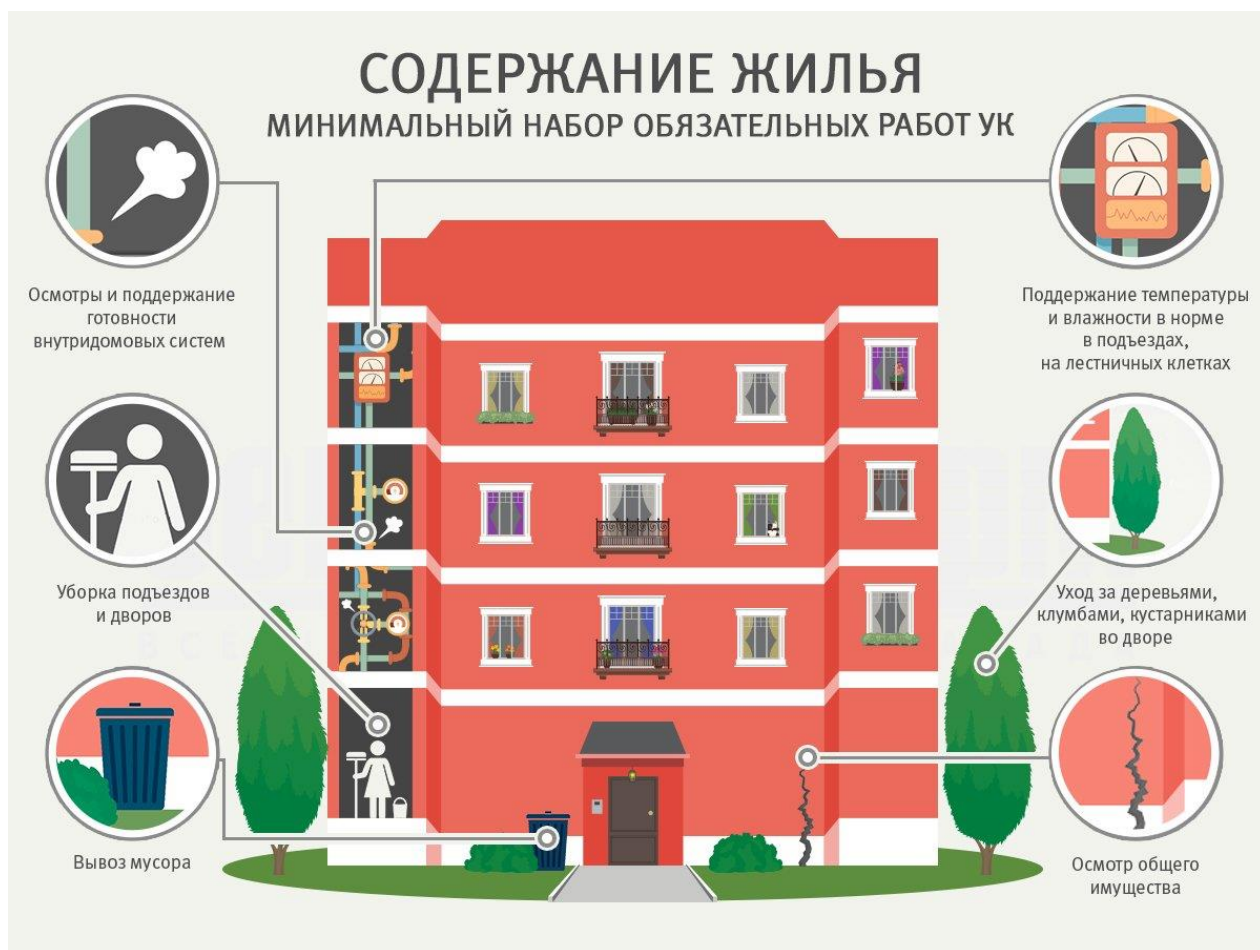 СОДЕРЖАНИЕ ЖИЛЬЯ
МИНИМАЛЬНЫЙ НАБОР ОБЯЗАТЕЛЬНЫХ РАБОТ УК
Осмотры и поддержание
готовности
внутридомовых систем
Уборка подъездов
и дворов
Вывоз мусора
Поддержание температуры
и влажности в норме
в подъездах,
на лестничных клетках
Уход за деревьями,
клумбами, кустарниками
во дворе
Осмотр общего
имущества